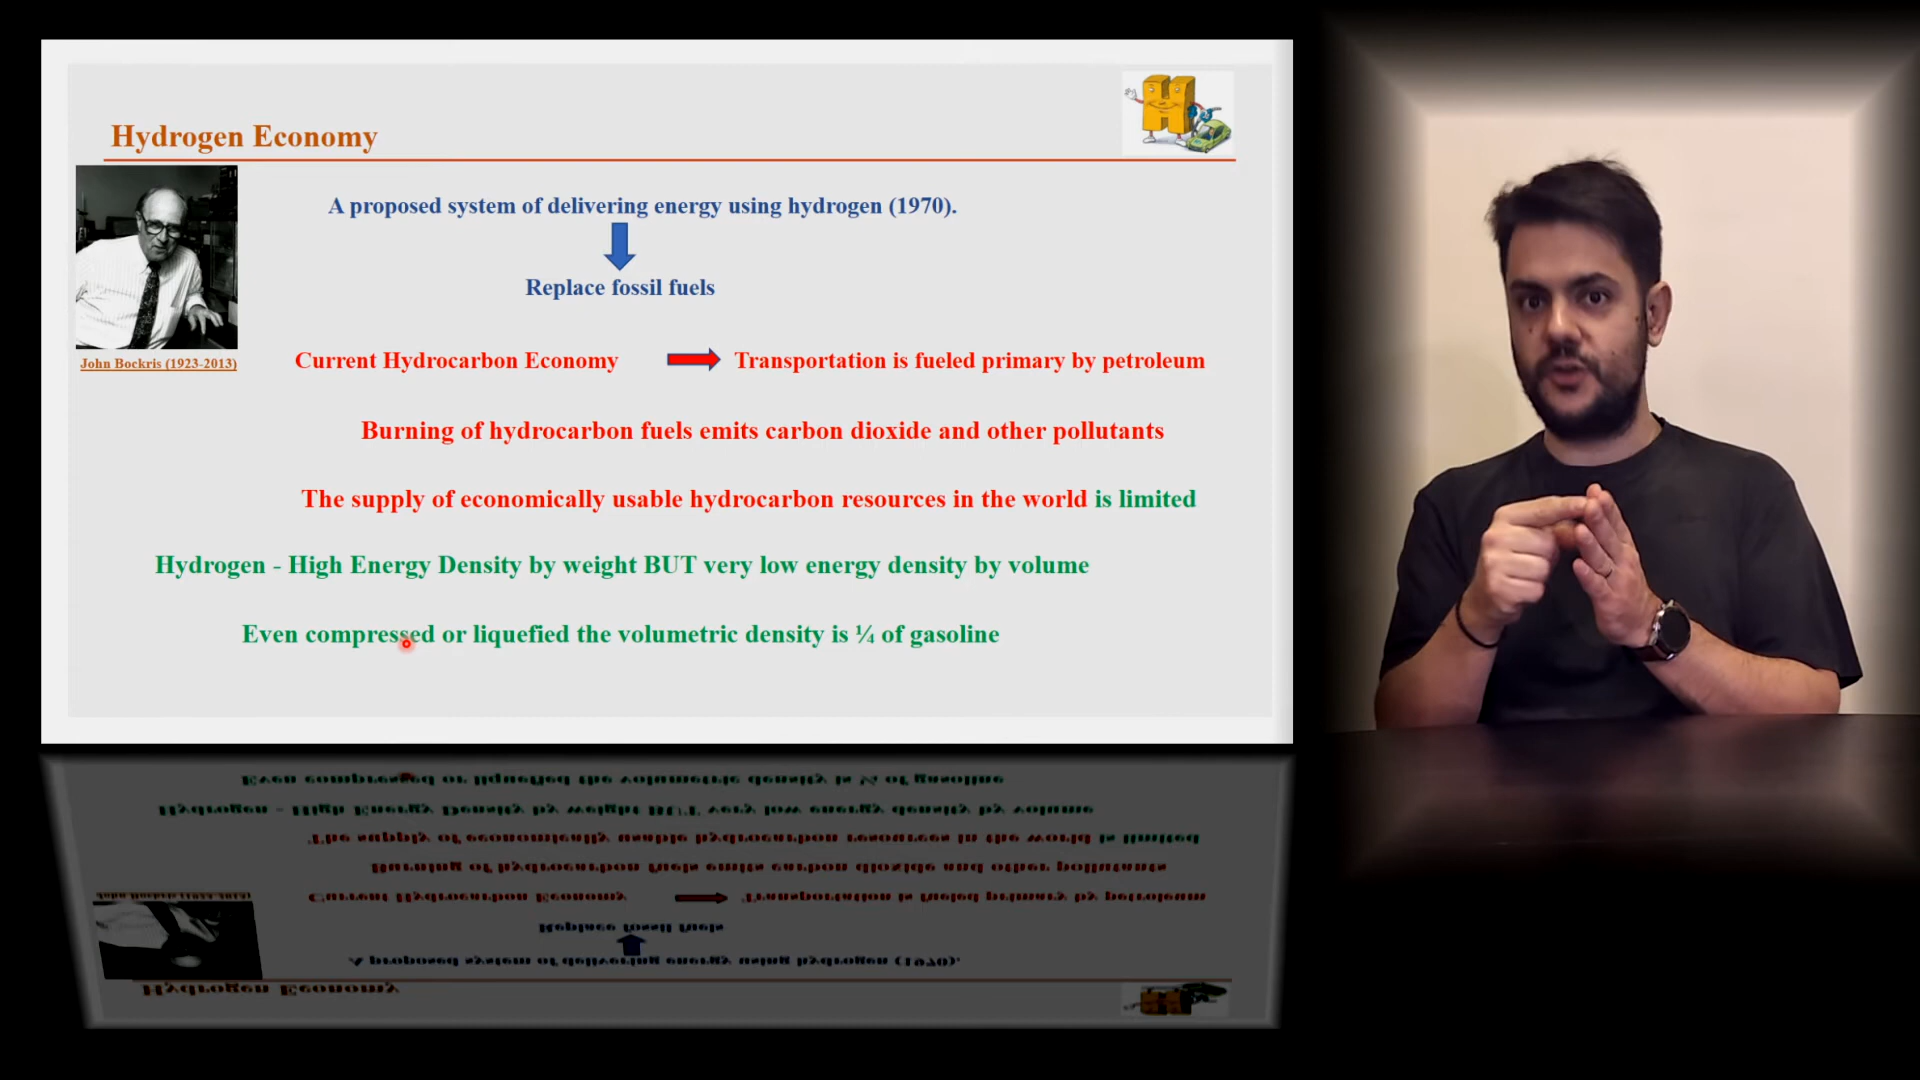 Hydrogen Economy
A proposed system of delivering energy using hydrogen (1970).
Replace fossil fuels
John Bockris (1923-2013)
Current Hydrocarbon Economy
Transportation is fueled primary by petroleum
Burning of hydrocarbon fuels emits carbon dioxide and other pollutants
The supply of economically usable hydrocarbon resources in the world is limited
Hydrogen - High Energy Density by weight BUT very low energy density by volume
Even compressed or liquefied the volumetric density is ¼ of gasoline